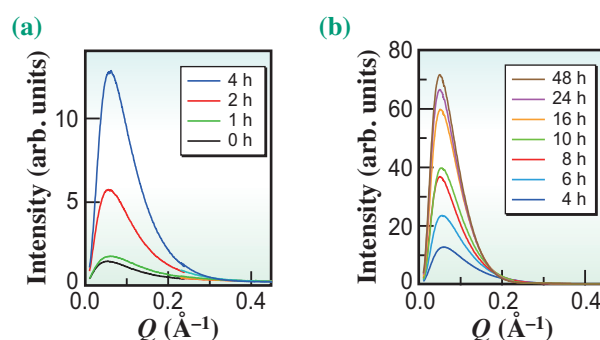 (a)
Intensity (arb. units)
10
5
0
4 h
2 h
1 h
0 h
0.0
0.2
0.4
Q (Å⁻¹)
(b)
Intensity (arb. units)
80
60
40
20
0
48 h
24 h
16 h
10 h
8 h
6 h
4 h
0.0
0.2
0.4
Q (Å⁻¹)